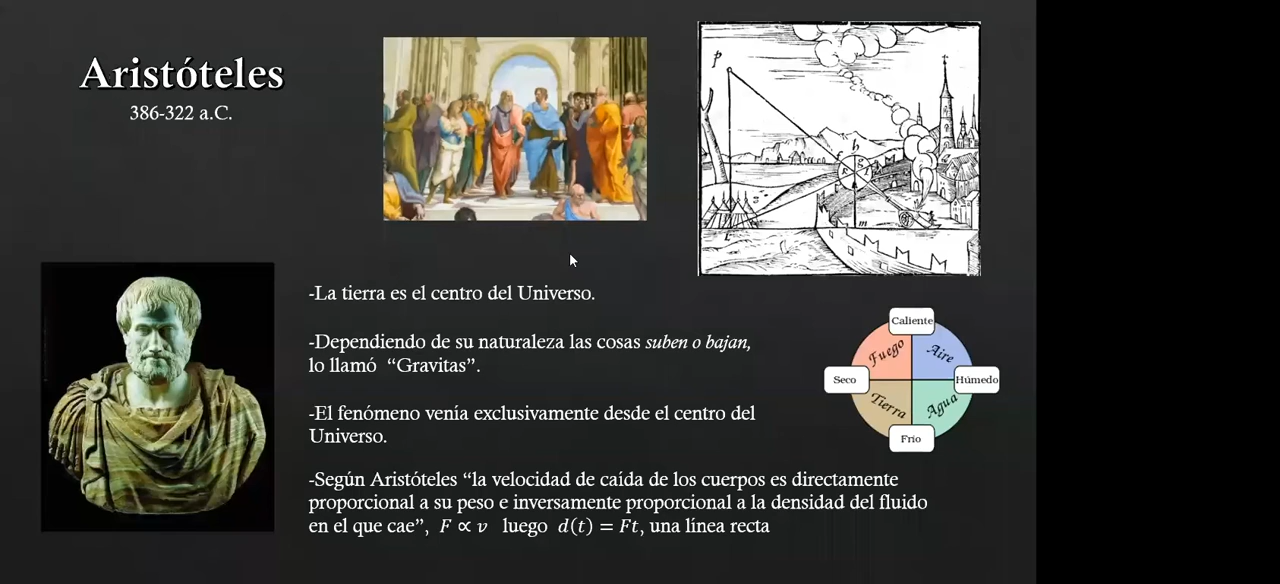 Aristóteles
386-322 a.C.
p
h
g
m
-La tierra es el centro del Universo.
-Dependiendo de su naturaleza las cosas suben o bajan,
lo llamó “Gravitas”.
-El fenómeno venía exclusivamente desde el centro del
Universo.
-Según Aristóteles “la velocidad de caída de los cuerpos es directamente
proporcional a su peso e inversamente proporcional a la densidad del fluido
en el que cae”, F ∝ v luego d(t) = Ft, una línea recta
Caliente
Fuego
Aire
Seco
Húmedo
Tierra
Agua
Frío